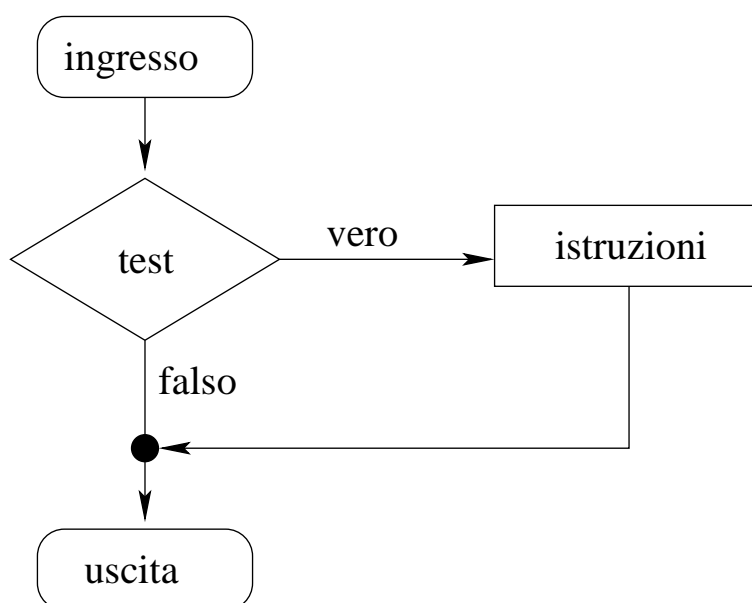 ingresso
test
vero
istruzioni
falso
uscita